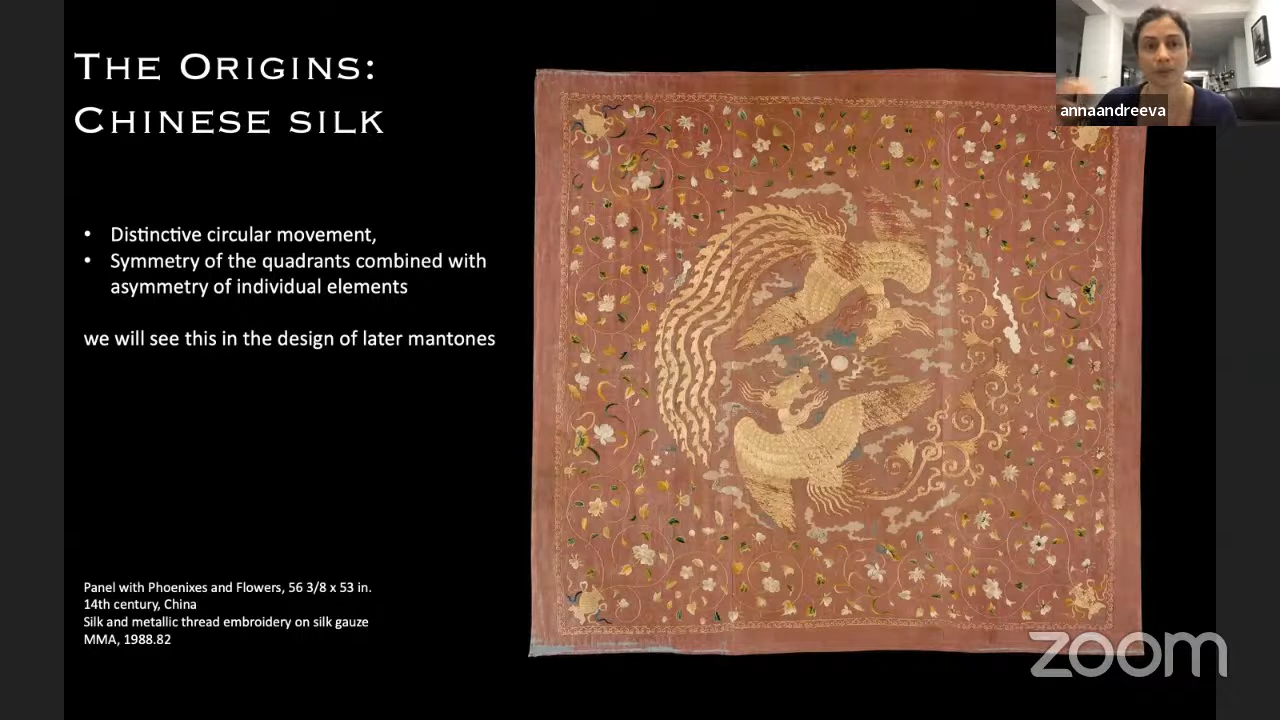 THE ORIGINS:
CHINESE SILK
annaandreeva
• Distinctive circular movement,
• Symmetry of the quadrants combined with
asymmetry of individual elements
we will see this in the design of later mantones
Panel with Phoenixes and Flowers, 56 3/8 x 53 in.
14th century, China
Silk and metallic thread embroidery on silk gauze
MMA, 1988.82
zoom